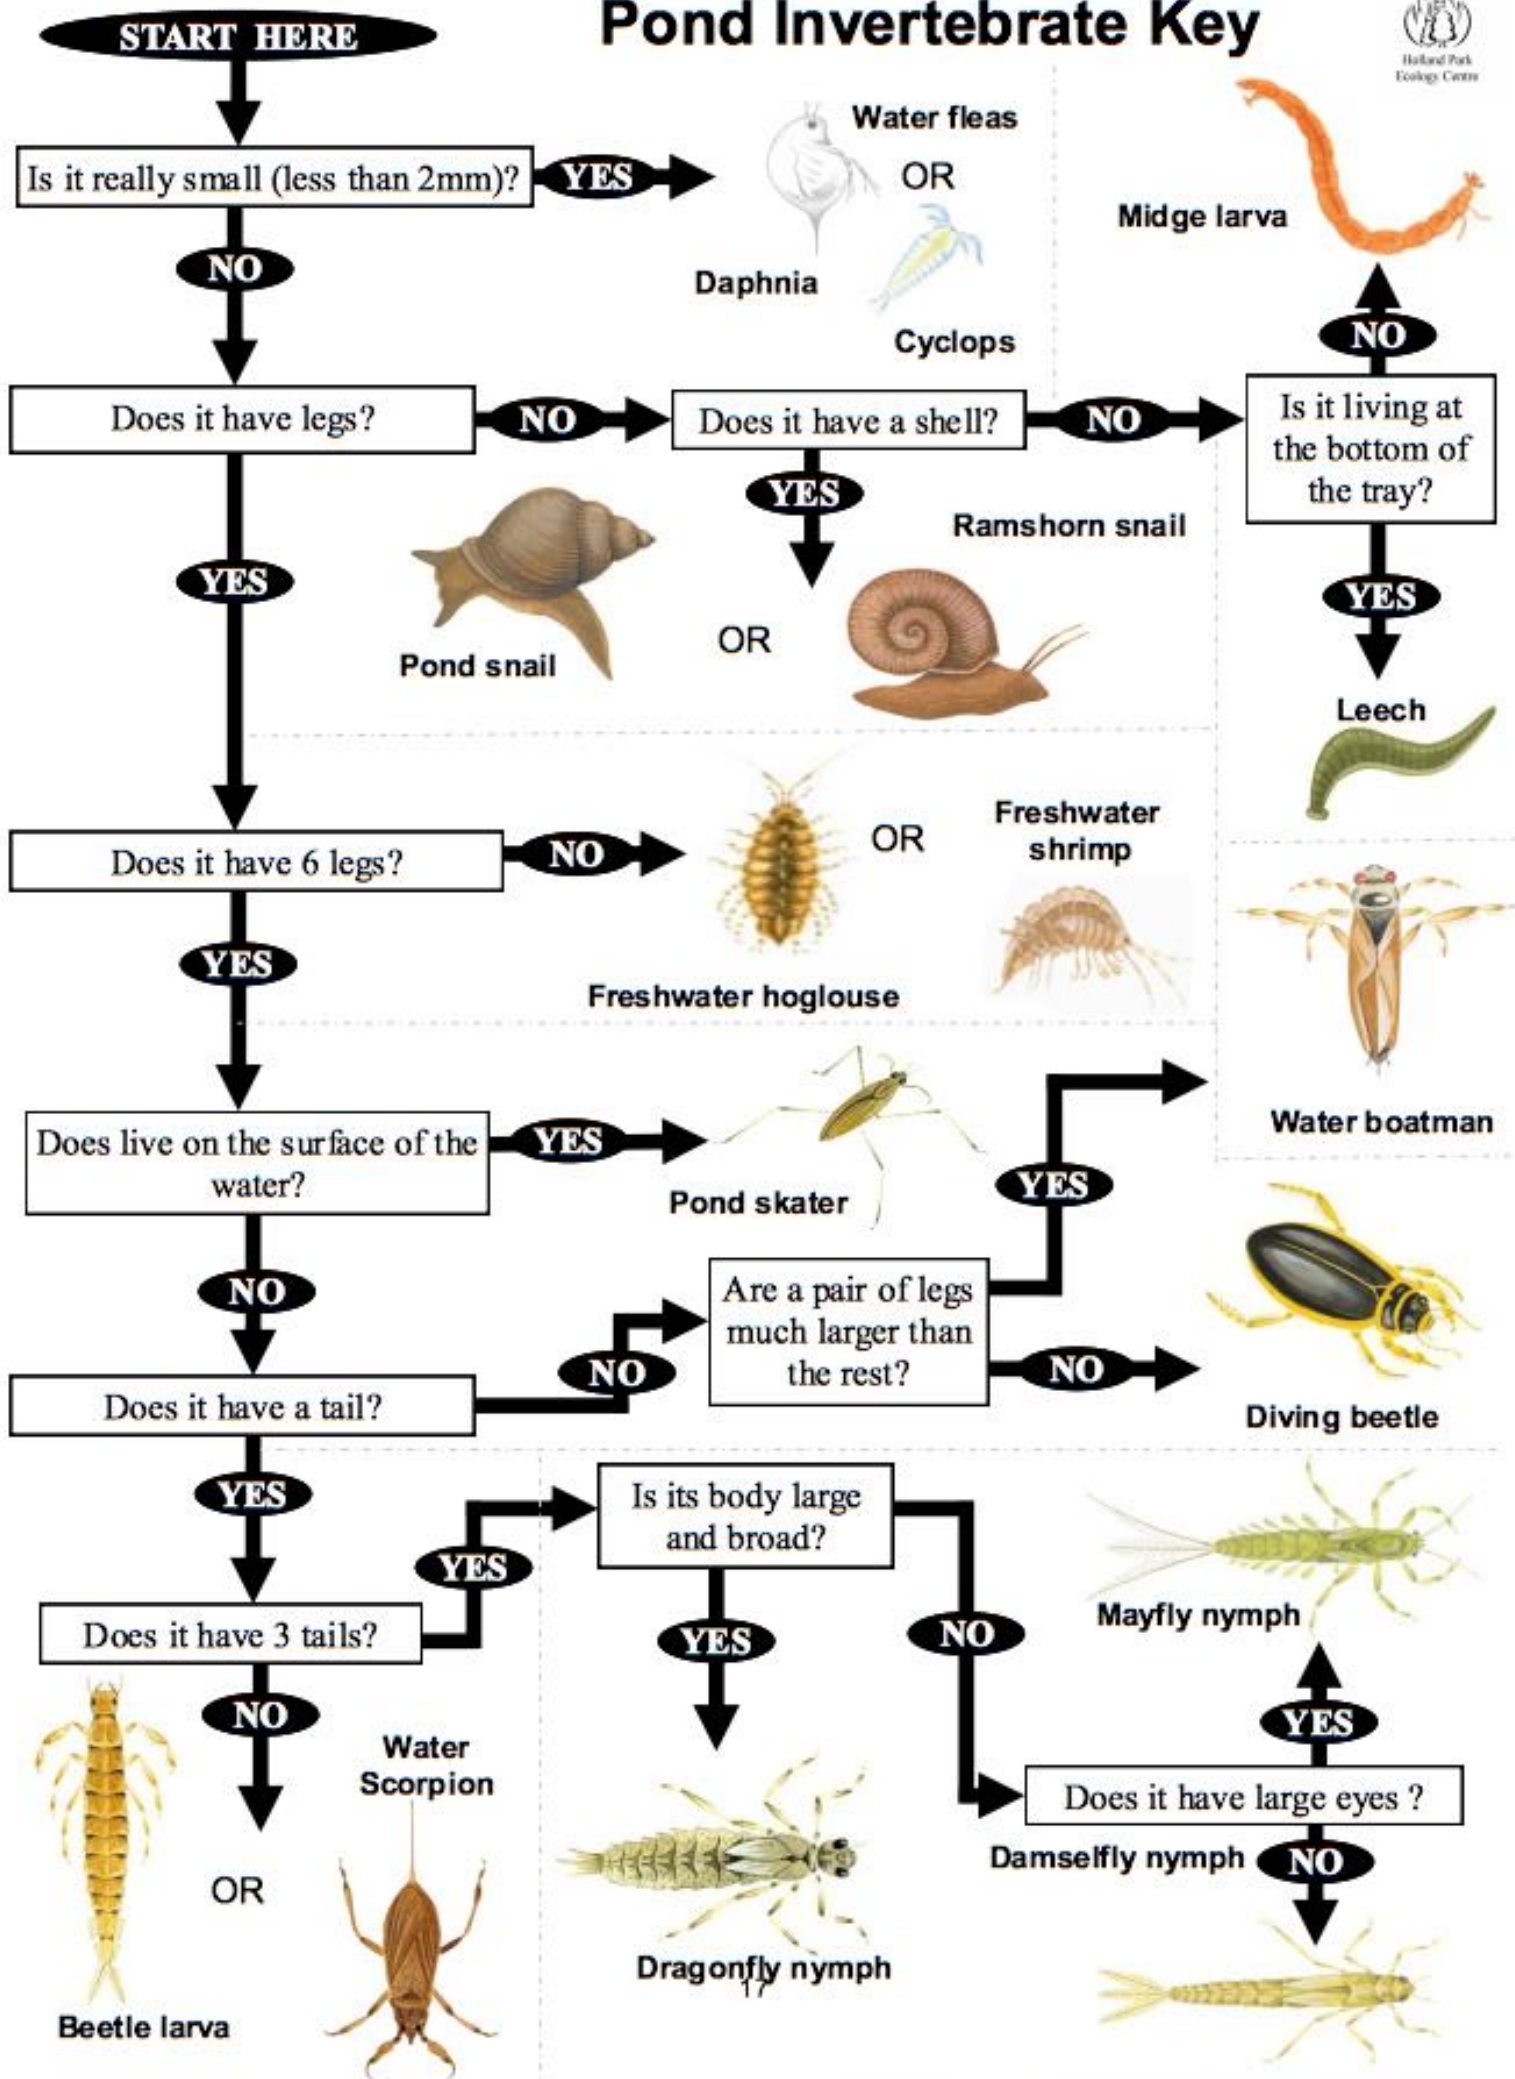 START HERE
Pond Invertebrate Key
Holland Park
Ecology Centre
Is it really small (less than 2mm)?
YES
Water fleas
OR
Daphnia
Cyclops
Midge larva
NO
NO
Does it have legs?
NO
Does it have a shell?
NO
Is it living at
the bottom of
the tray?
YES
YES
YES
Ramshorn snail
OR
Pond snail
Leech
Does it have 6 legs?
NO
OR
Freshwater
shrimp
YES
Freshwater hoglouse
Does live on the surface of the
water?
YES
Pond skater
YES
Water boatman
NO
Are a pair of legs
much larger than
the rest?
NO
NO
Does it have a tail?
Diving beetle
YES
Is its body large
and broad?
YES
Does it have 3 tails?
YES
NO
Mayfly nymph
NO
YES
Water
Scorpion
Does it have large eyes ?
Damselfly nymph
NO
OR
Dragonfly nymph
17
Beetle larva